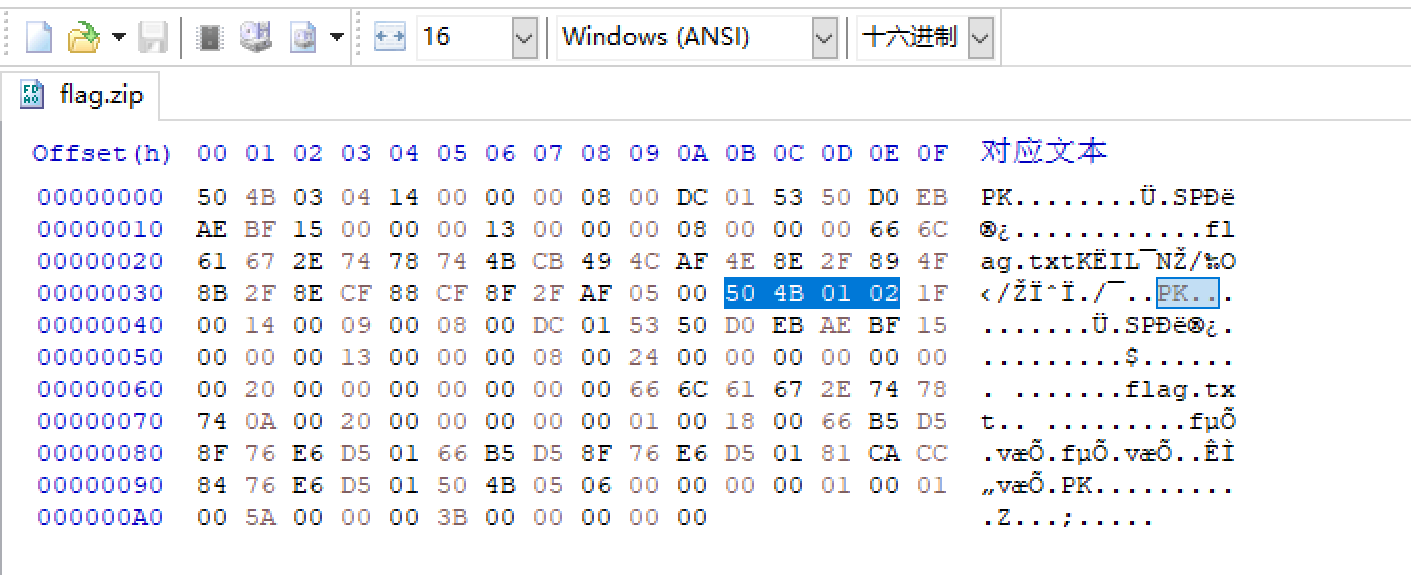 16 Windows (ANSI) 十六进制
flag.zip
Offset(h) 00 01 02 03 04 05 06 07 08 09 0A 0B 0C 0D 0E 0F 对应文本
00000000 50 4B 03 04 14 00 00 00 08 00 DC 01 53 50 D0 EB PK........Ü.SPÐë
00000010 AE BF 15 00 00 00 13 00 00 00 08 00 00 00 66 6C ®¿............fl
00000020 61 67 2E 74 78 74 4B CB 49 4C AF 4E 8E 2F 89 4F ag.txtKËIL¯NŽ/‰O
00000030 8B 2F 8E CF 88 CF 8F 2F AF 05 00 50 4B 01 02 1F ‹/ŽÏˆÏ./¯..PK...
00000040 00 14 00 09 00 08 00 DC 01 53 50 D0 EB AE BF 15 .......Ü.SPÐë®¿.
00000050 00 00 00 13 00 00 00 08 00 24 00 00 00 00 00 00 .........$......
00000060 00 20 00 00 00 00 00 00 00 66 6C 61 67 2E 74 78 . .......flag.tx
00000070 74 0A 00 20 00 00 00 00 00 01 00 18 00 66 B5 D5 t.. .........fµÕ
00000080 8F 76 E6 D5 01 66 B5 D5 8F 76 E6 D5 01 81 CA CC .væÕ.fµÕ.væÕ..ÊÌ
00000090 84 76 E6 D5 01 50 4B 05 06 00 00 00 00 01 00 01 „væÕ.PK.........
000000A0 00 5A 00 00 00 3B 00 00 00 00 00 .Z...;.....